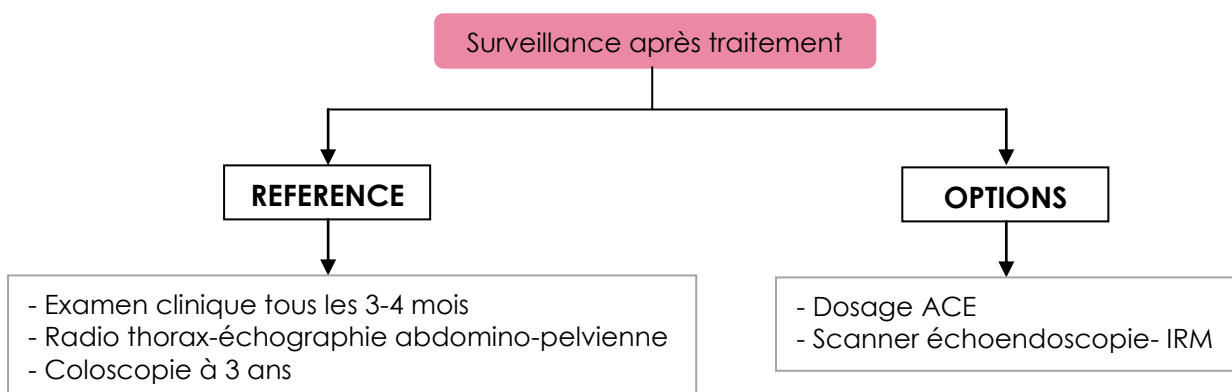 Surveillance après traitement
REFERENCE
OPTIONS
- Examen clinique tous les 3-4 mois
- Radio thorax-échographie abdomino-pelvienne
- Coloscopie à 3 ans
- Dosage ACE
- Scanner échoendoscopie- IRM